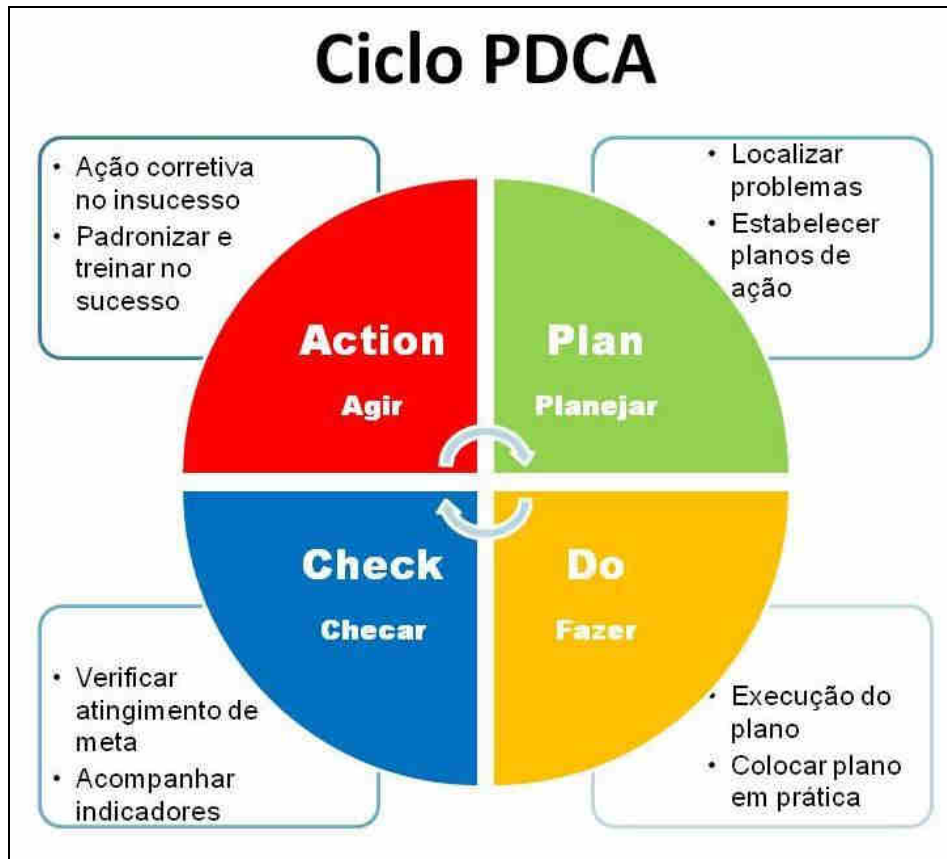 Ciclo PDCA
• Ação corretiva
no insucesso
• Padronizar e
treinar no
sucesso
• Localizar
problemas
• Estabelecer
planos de
ação
Action
Agir
Plan
Planejar
Check
Checar
Do
Fazer
• Verificar
atingimento de
meta
• Acompanhar
indicadores
• Execução do
plano
• Colocar plano
em prática